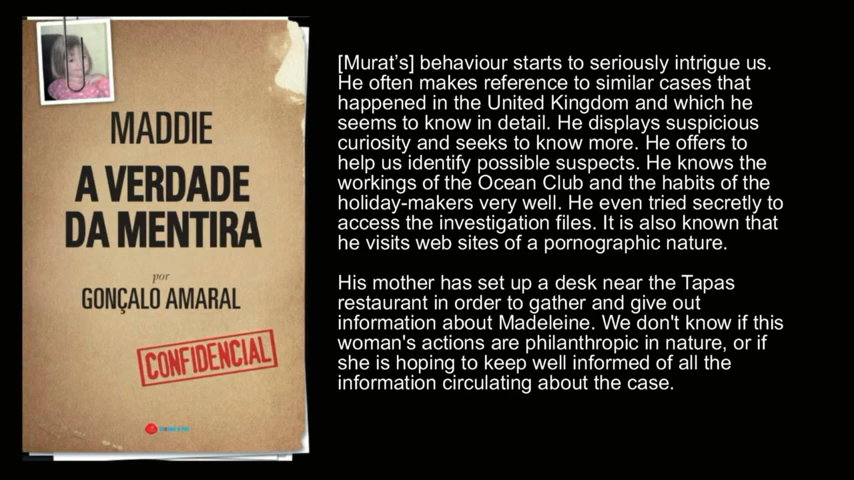 MADDIE
A VERDADE
DA MENTIRA
por
GONÇALO AMARAL
CONFIDENCIAL
[Murat's] behaviour starts to seriously intrigue us.
He often makes reference to similar cases that
happened in the United Kingdom and which he
seems to know in detail. He displays suspicious
curiosity and seeks to know more. He offers to
help us identify possible suspects. He knows the
workings of the Ocean Club and the habits of the
holiday-makers very well. He even tried secretly to
access the investigation files. It is also known that
he visits web sites of a pornographic nature.
His mother has set up a desk near the Tapas
restaurant in order to gather and give out
information about Madeleine. We don't know if this
woman's actions are philanthropic in nature, or if
she is hoping to keep well informed of all the
information circulating about the case.